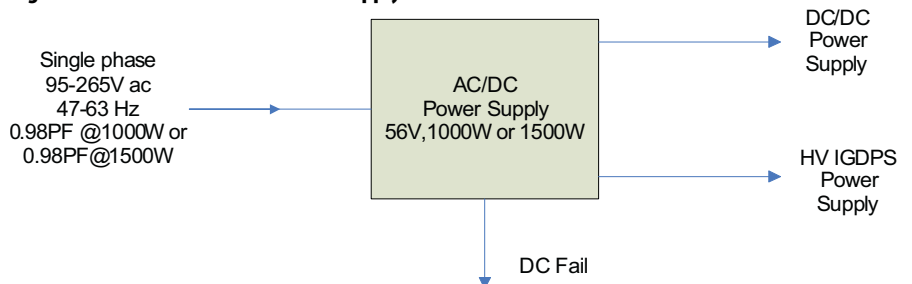 Single phase
95-265V ac
47-63 Hz
0.98PF @1000W or
0.98PF@1500W
AC/DC
Power Supply
56V,1000W or 1500W
DC/DC
Power
Supply
HV IGDPS
Power
Supply
DC Fail